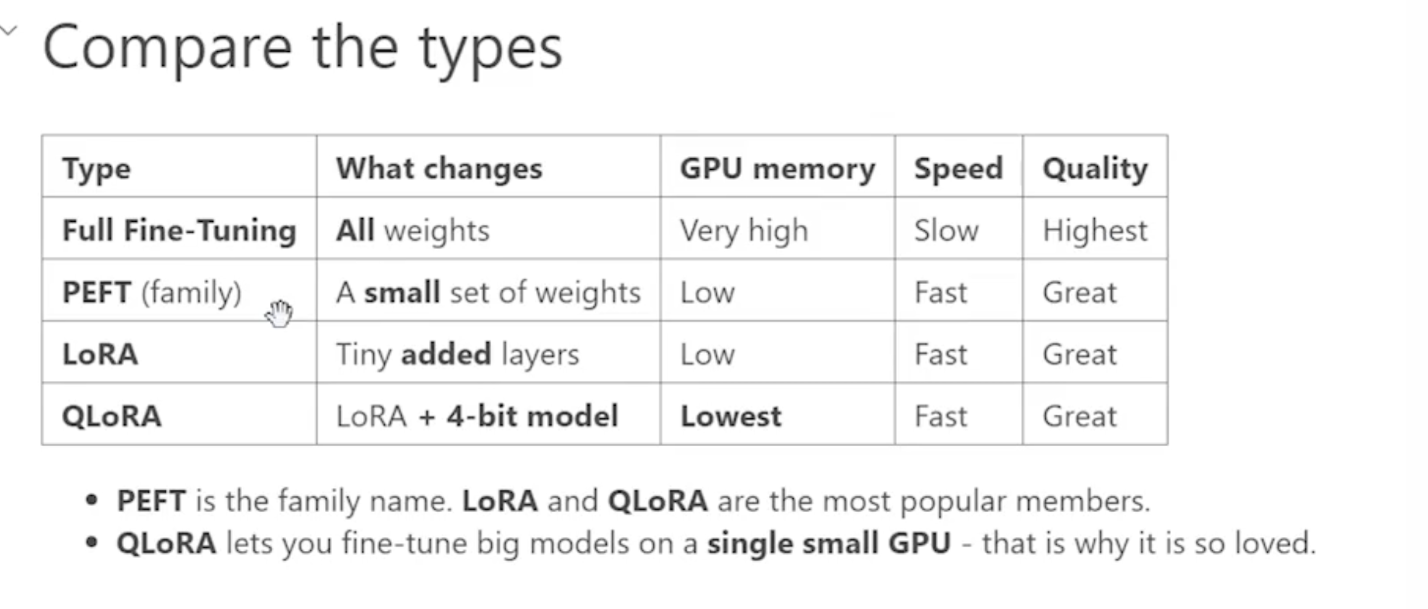 Compare the types
Type What changes GPU memory Speed Quality
Full Fine-Tuning All weights Very high Slow Highest
PEFT (family) A small set of weights Low Fast Great
LoRA Tiny added layers Low Fast Great
QLoRA LoRA + 4-bit model Lowest Fast Great
• PEFT is the family name. LoRA and QLoRA are the most popular members.
• QLoRA lets you fine-tune big models on a single small GPU - that is why it is so loved.